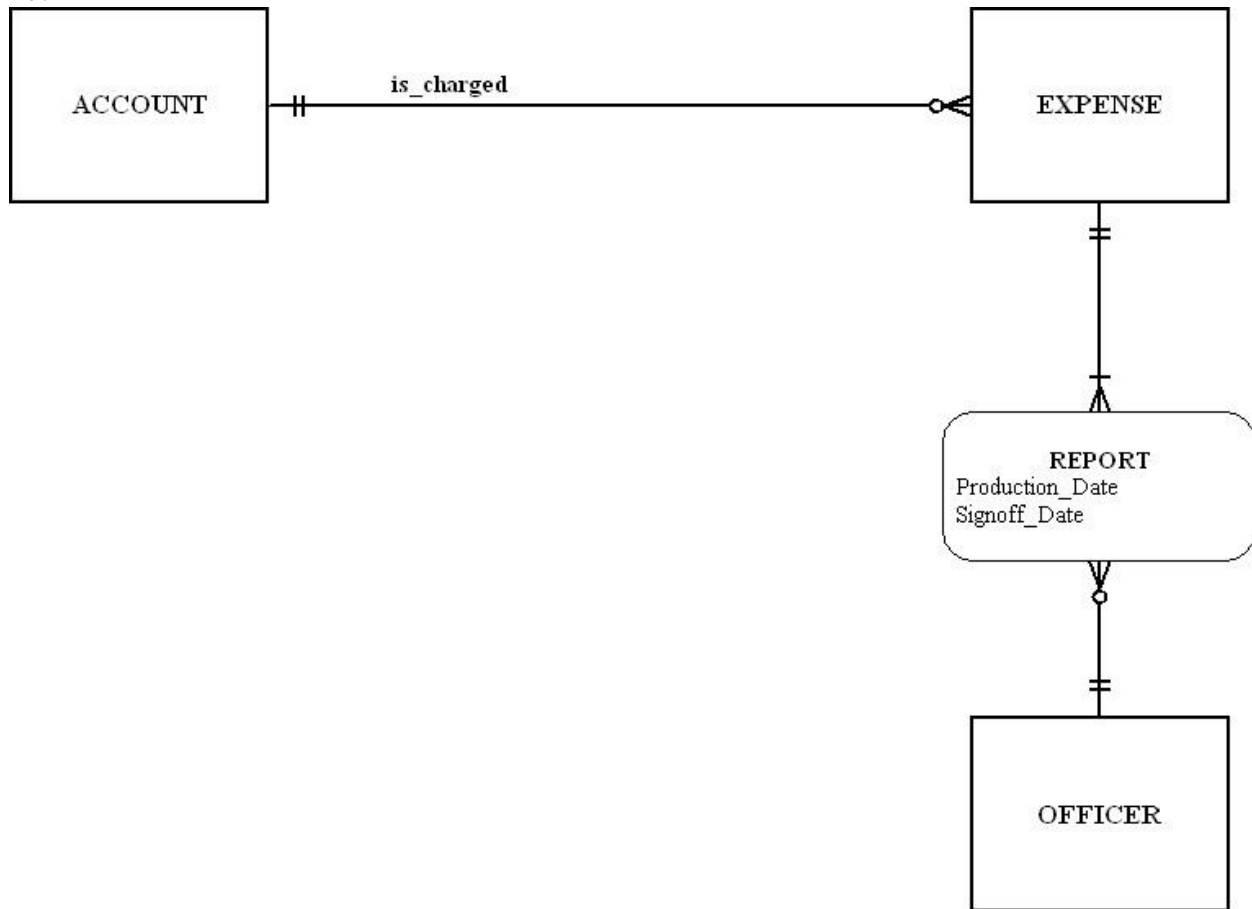 is_charged
ACCOUNT
EXPENSE
REPORT
Production_Date
Signoff_Date
OFFICER